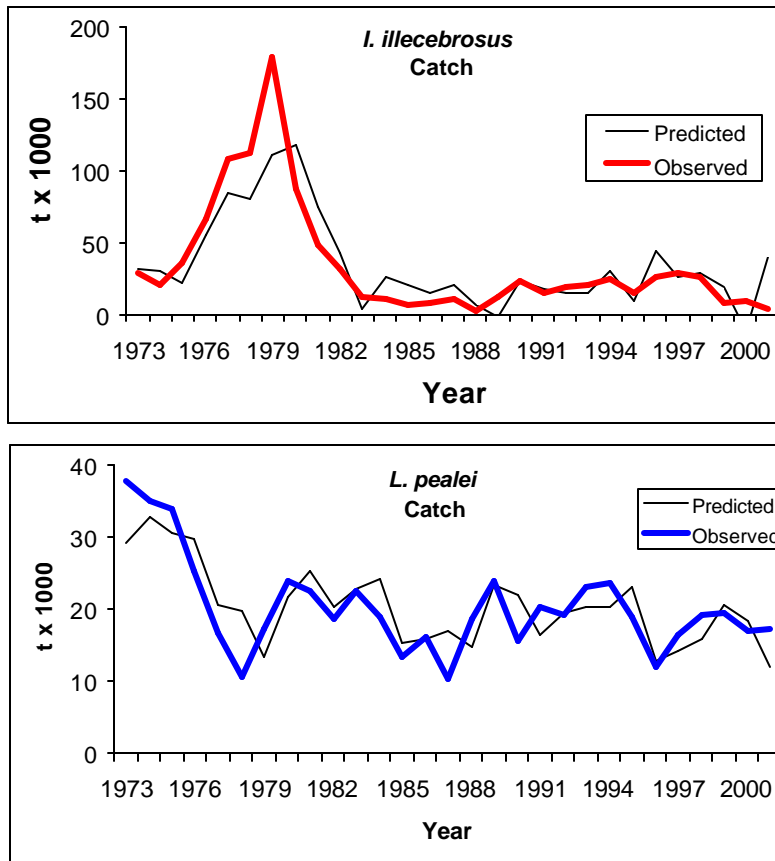 I. illecebrosus
Catch
200
150
100
50
0
t x 1000
Predicted
Observed
1973 1976 1979 1982 1985 1988 1991 1994 1997 2000
Year
L. pealei
Catch
40
30
20
10
0
t x 1000
Predicted
Observed
1973 1976 1979 1982 1985 1988 1991 1994 1997 2000
Year